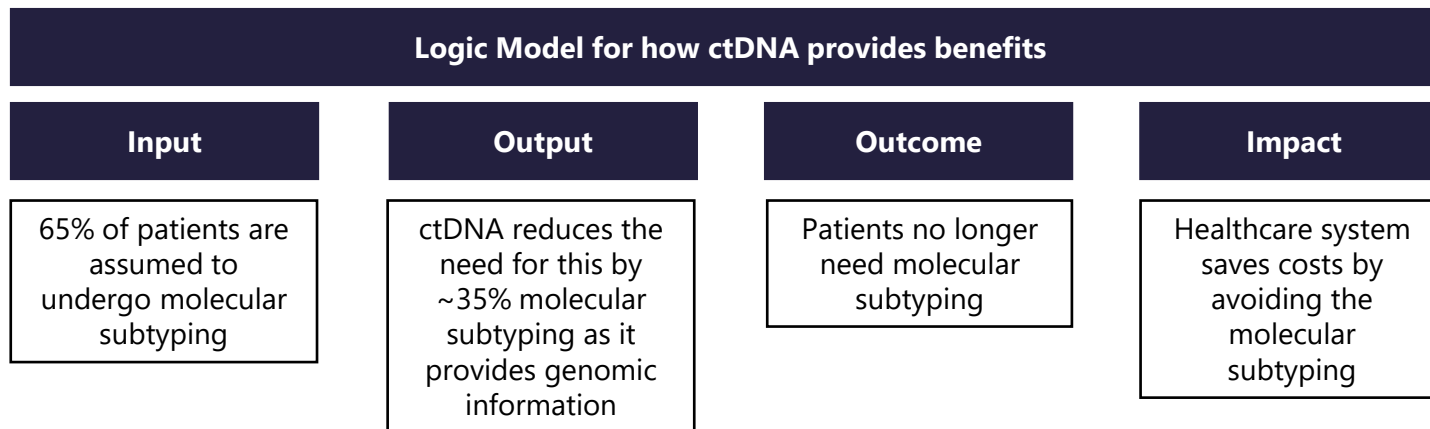 Logic Model for how ctDNA provides benefits
Input
Output
Outcome
Impact
65% of patients are
assumed to
undergo molecular
subtyping
ctDNA reduces the
need for this by
~35% molecular
subtyping as it
provides genomic
information
Patients no longer
need molecular
subtyping
Healthcare system
saves costs by
avoiding the
molecular
subtyping